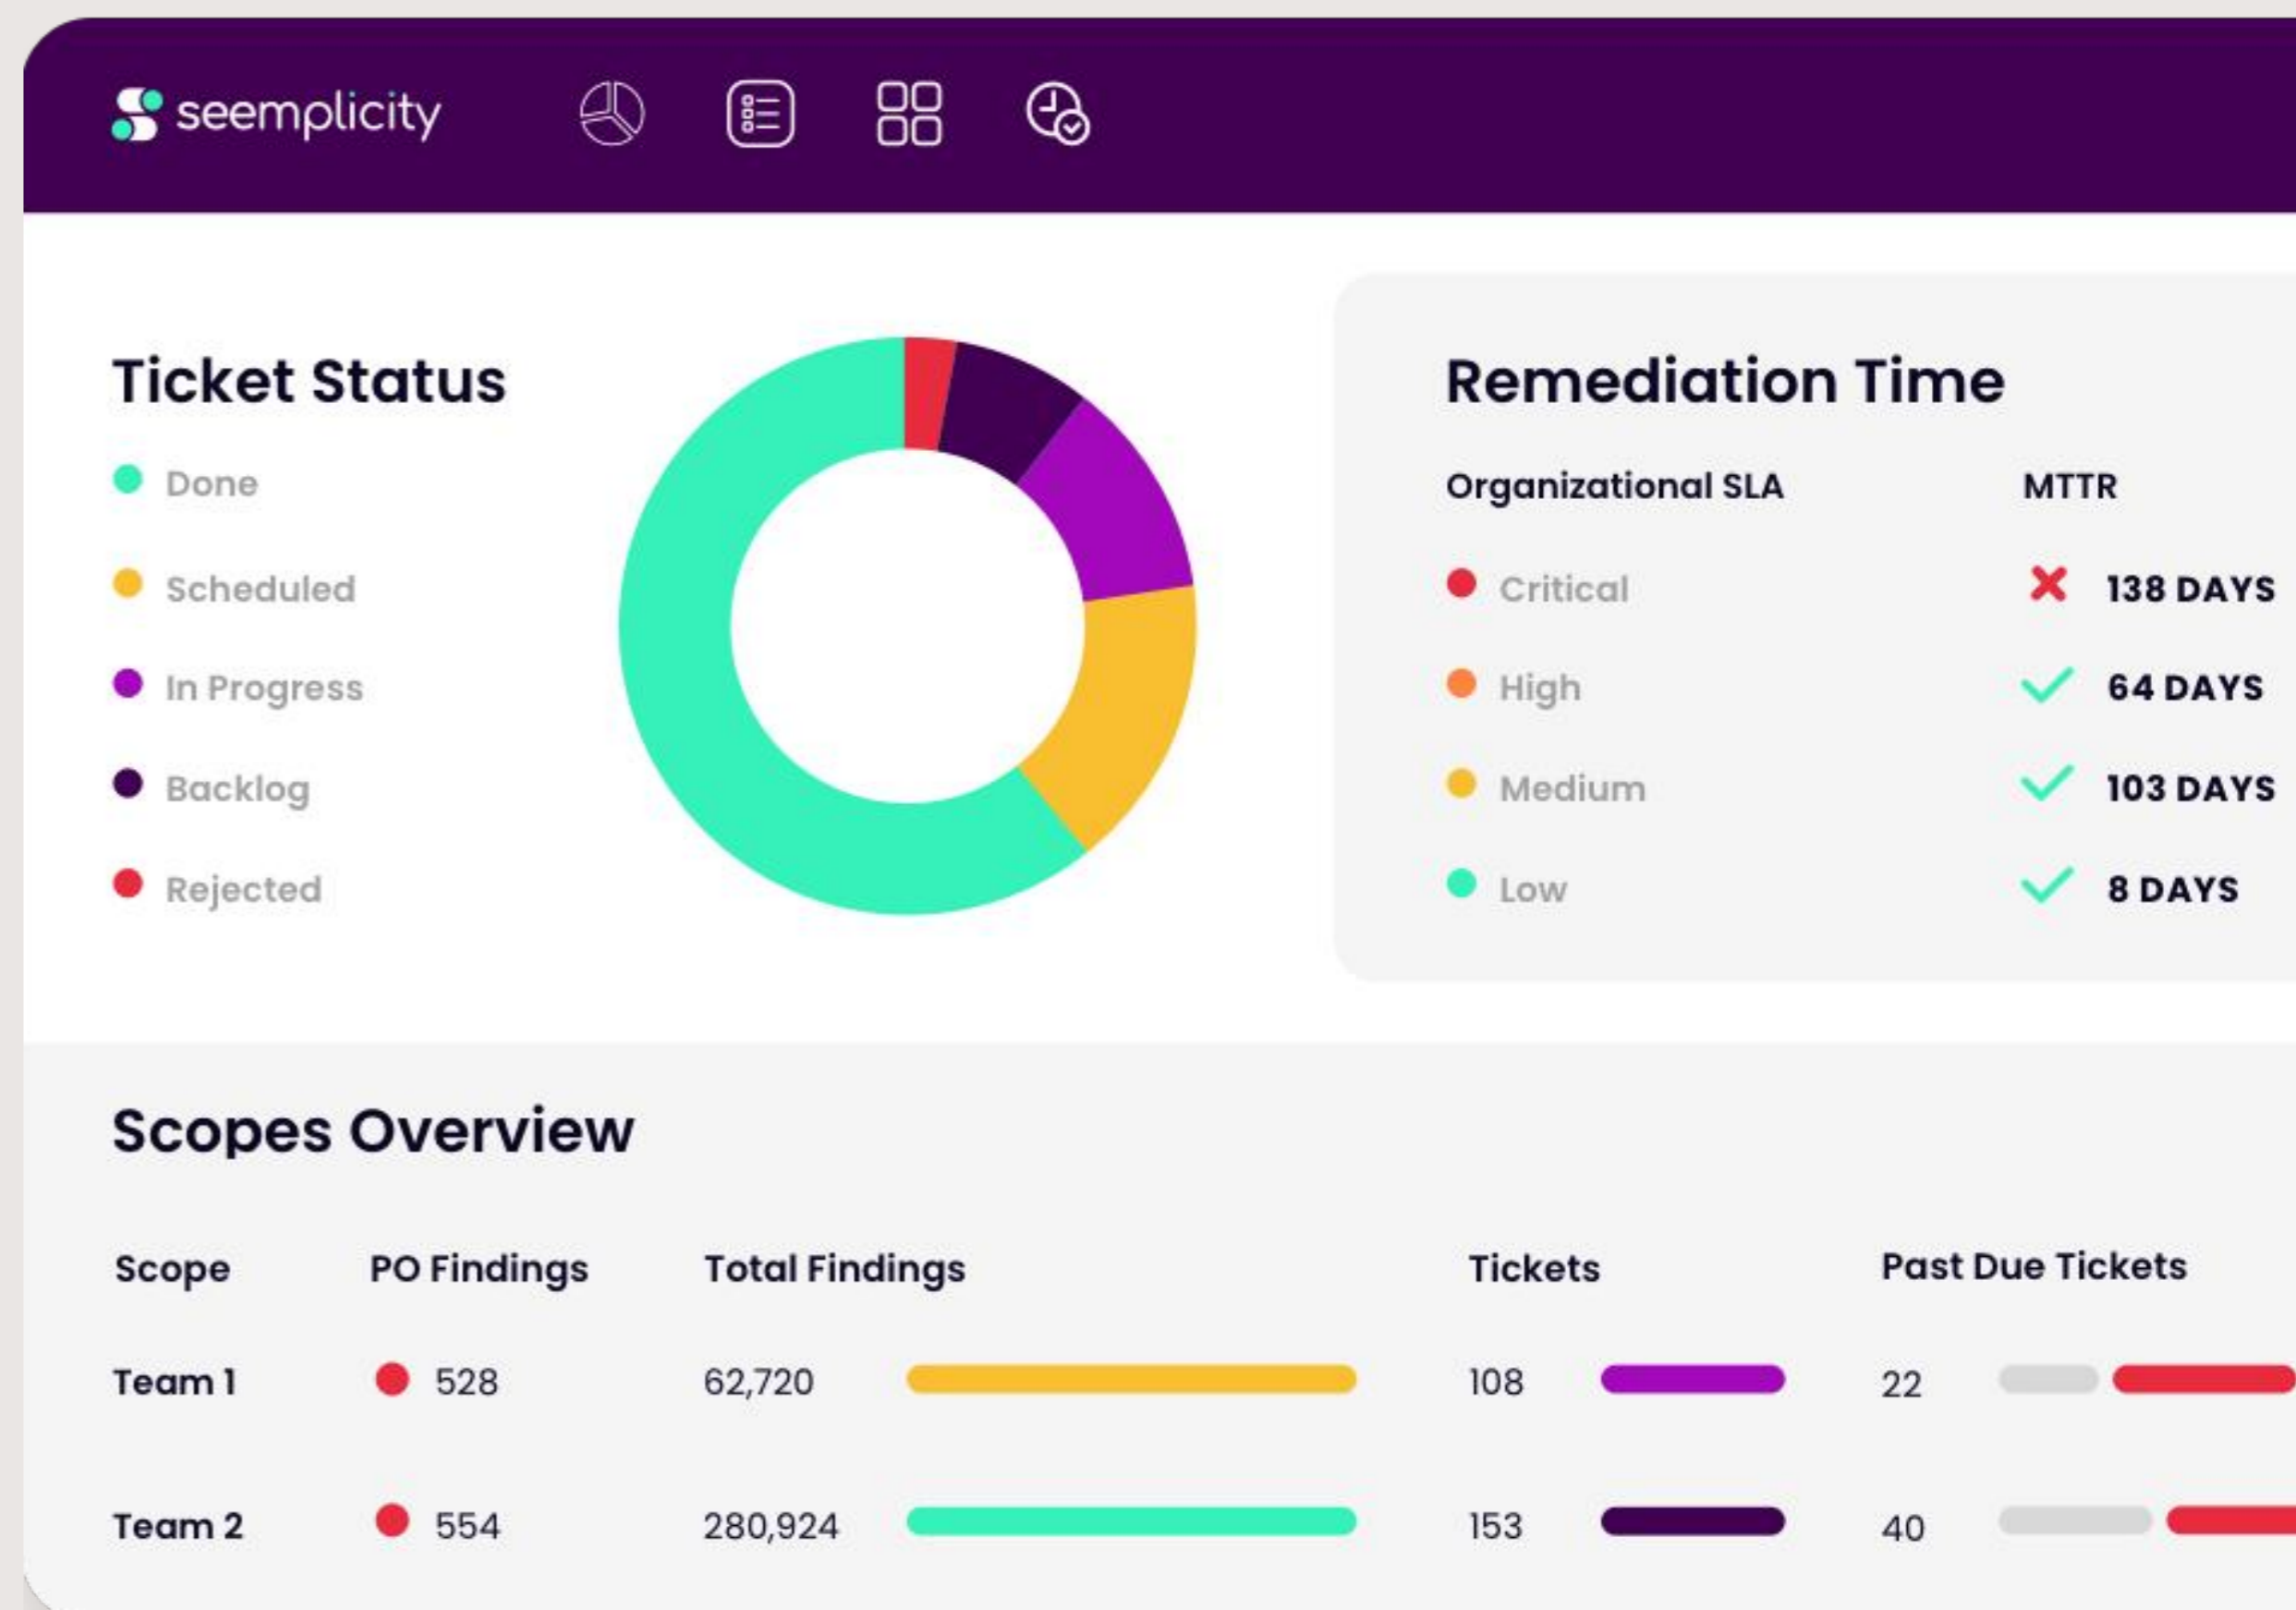 seemplicity
Ticket Status
Done
Scheduled
In Progress
Backlog
Rejected
Remediation Time
Organizational SLA MTTR
Critical 138 DAYS
High 64 DAYS
Medium 103 DAYS
Low 8 DAYS
Scopes Overview
Scope PO Findings Total Findings Tickets Past Due Tickets
Team 1 528 62,720 108 22
Team 2 554 280,924 153 40